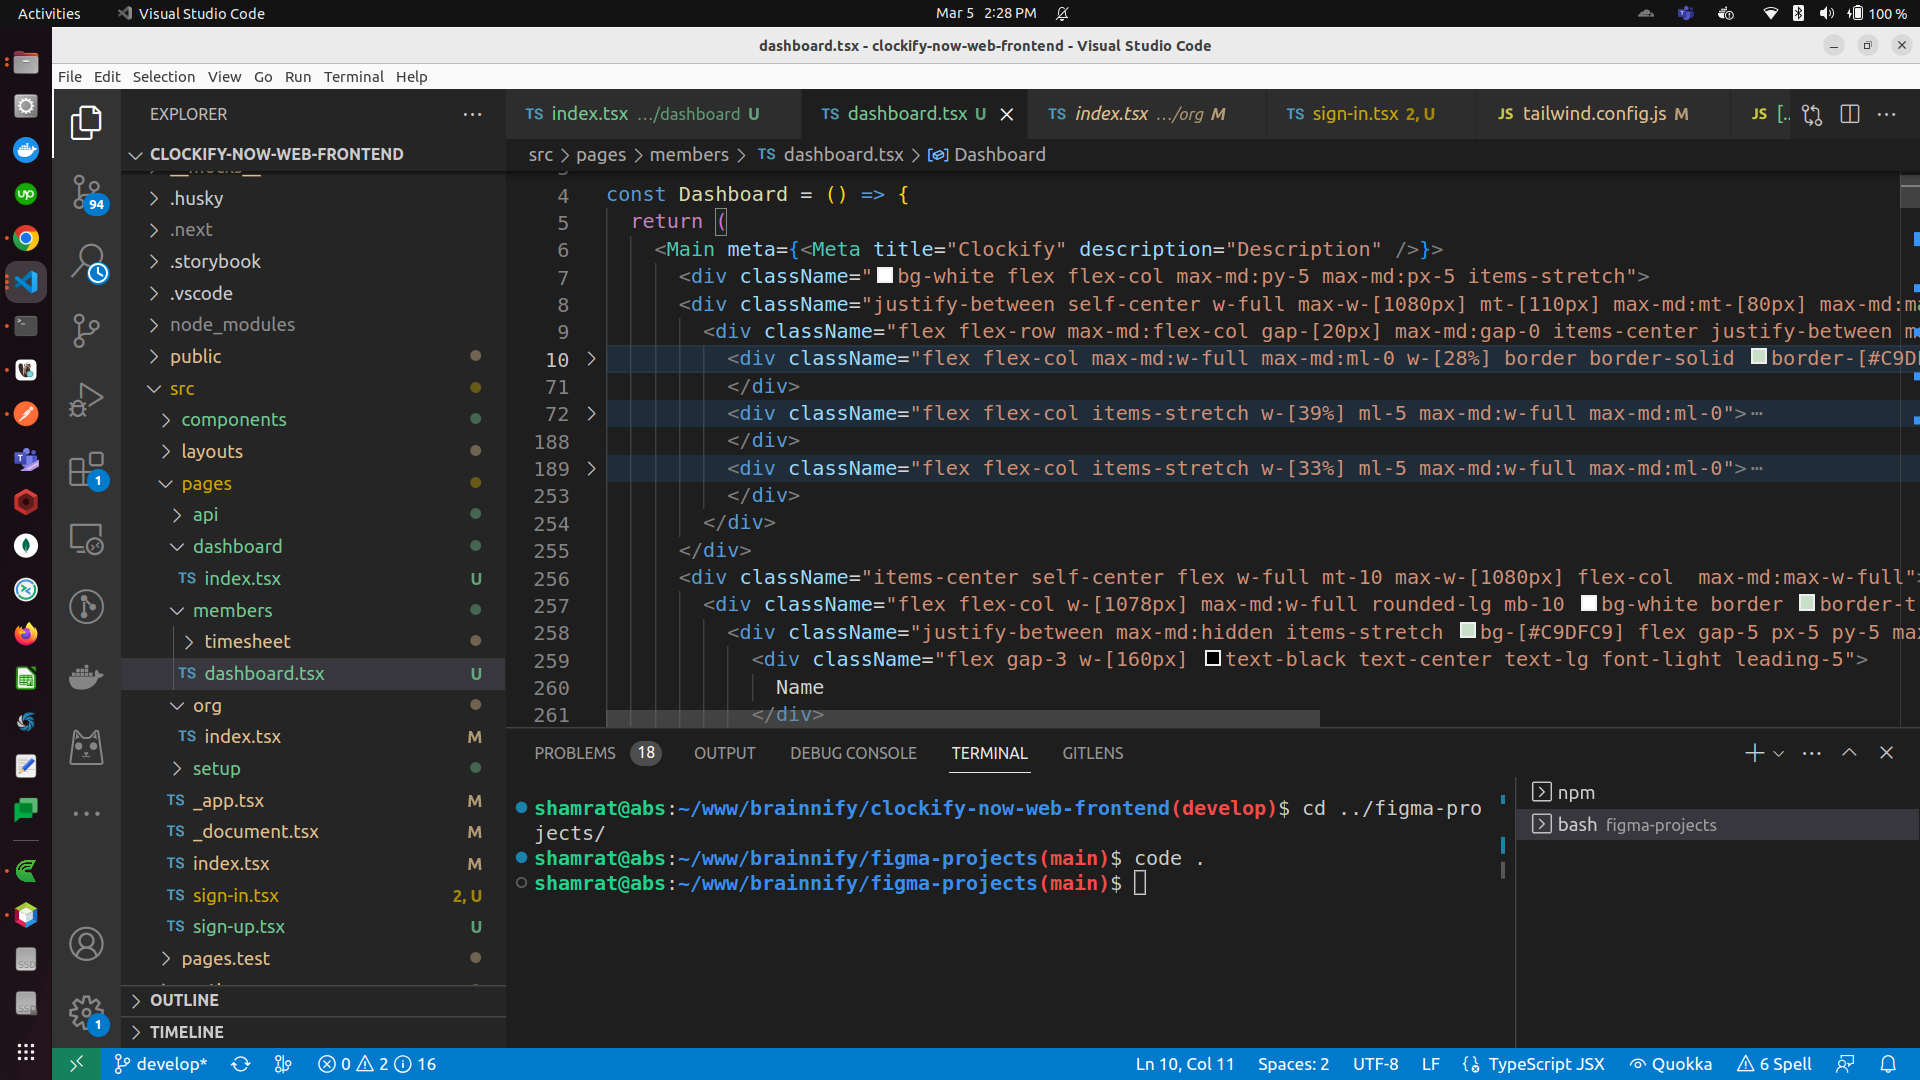 Activities
Visual Studio Code
Mar 5 2:28 PM
100 %
dashboard.tsx - clockify-now-web-frontend - Visual Studio Code
File Edit Selection View Go Run Terminal Help
EXPLORER
CLOCKIFY-NOW-WEB-FRONTEND
__mocks__
.husky
.next
.storybook
.vscode
node_modules
public
src
components
layouts
pages
api
dashboard
TS index.tsx U
members
timesheet
TS dashboard.tsx U
org
TS index.tsx M
setup
TS _app.tsx M
TS _document.tsx M
TS index.tsx M
TS sign-in.tsx 2, U
TS sign-up.tsx U
pages.test
OUTLINE
TIMELINE
94
1
1
TS index.tsx .../dashboard U
TS dashboard.tsx U
TS index.tsx .../org M
TS sign-in.tsx 2, U
JS tailwind.config.js M
JS [..
src > pages > members > TS dashboard.tsx > Dashboard
4 const Dashboard = () => {
5 return (
6 <Main meta={<Meta title="Clockify" description="Description" />}>
7 <div className="bg-white flex flex-col max-md:py-5 max-md:px-5 items-stretch">
8 <div className="justify-between self-center w-full max-w-[1080px] mt-[110px] max-md:mt-[80px] max-md:ma
9 <div className="flex flex-row max-md:flex-col gap-[20px] max-md:gap-0 items-center justify-between m
10 <div className="flex flex-col max-md:w-full max-md:ml-0 w-[28%] border border-solid border-[#C9DF
71 </div>
72 <div className="flex flex-col items-stretch w-[39%] ml-5 max-md:w-full max-md:ml-0">⋯
188 </div>
189 <div className="flex flex-col items-stretch w-[33%] ml-5 max-md:w-full max-md:ml-0">⋯
253 </div>
254 </div>
255 </div>
256 <div className="items-center self-center flex w-full mt-10 max-w-[1080px] flex-col  max-md:max-w-full">
257 <div className="flex flex-col w-[1078px] max-md:w-full rounded-lg mb-10 bg-white border border-t
258 <div className="justify-between max-md:hidden items-stretch bg-[#C9DFC9] flex gap-5 px-5 py-5 max
259 <div className="flex gap-3 w-[160px] text-black text-center text-lg font-light leading-5">
260 Name
261 </div>
PROBLEMS 18 OUTPUT DEBUG CONSOLE TERMINAL GITLENS
shamrat@abs:~/www/brainnify/clockify-now-web-frontend(develop)$ cd ../figma-pro
jects/
shamrat@abs:~/www/brainnify/figma-projects(main)$ code .
shamrat@abs:~/www/brainnify/figma-projects(main)$
npm
bash figma-projects
develop* 0 2 16
Ln 10, Col 11 Spaces: 2 UTF-8 LF {} TypeScript JSX Quokka 6 Spell